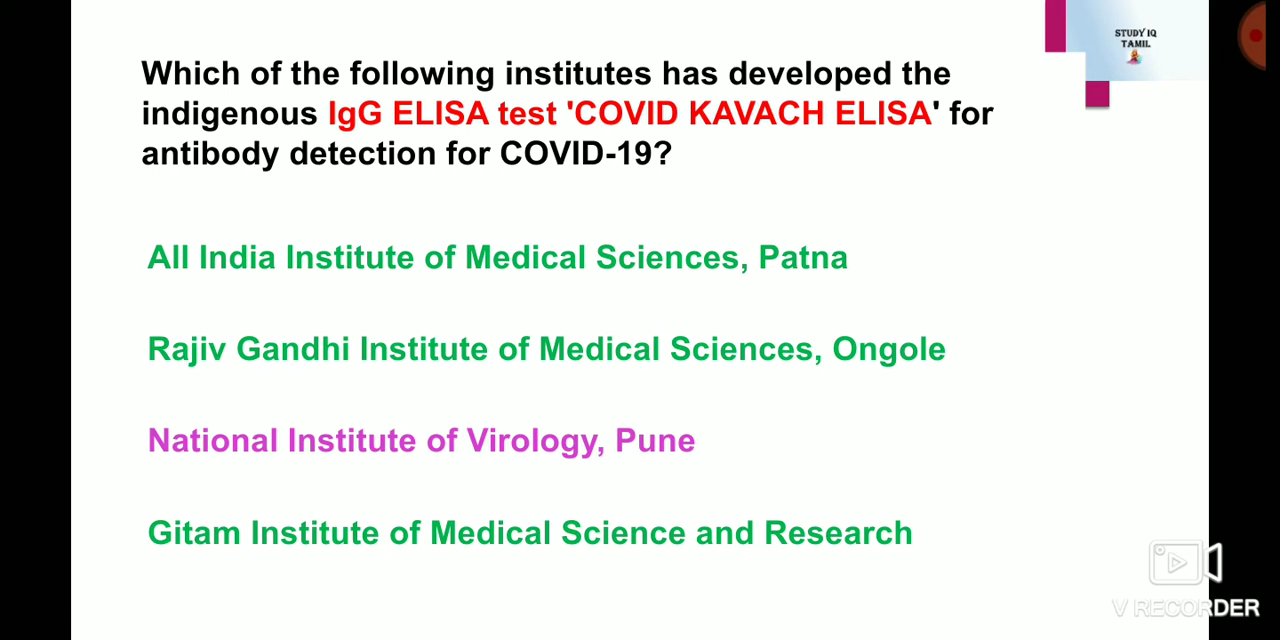 STUDY IQ
TAMIL
Which of the following institutes has developed the
indigenous IgG ELISA test 'COVID KAVACH ELISA' for
antibody detection for COVID-19?
All India Institute of Medical Sciences, Patna
Rajiv Gandhi Institute of Medical Sciences, Ongole
National Institute of Virology, Pune
Gitam Institute of Medical Science and Research
V RECORDER